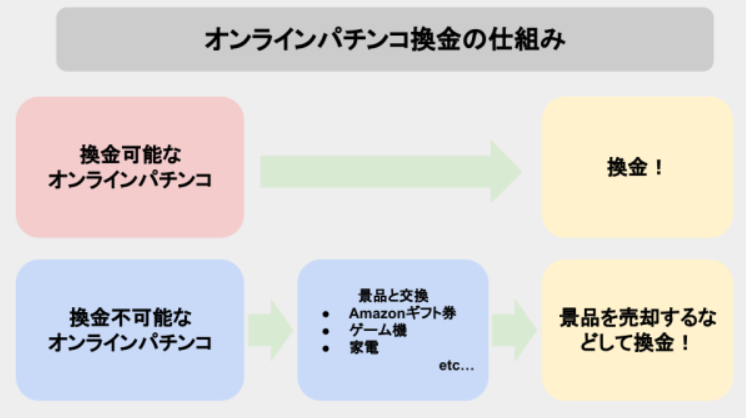 オンラインパチンコ換金の仕組み
換金可能な
オンラインパチンコ
換金！
換金不可能な
オンラインパチンコ
景品と交換
● Amazonギフト券
● ゲーム機
● 家電
etc…
景品を売却するな
どして換金！